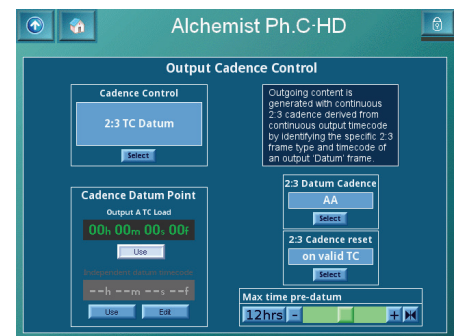 Alchemist Ph.C-HD
Output Cadence Control
Cadence Control
2:3 TC Datum
Select
Outgoing content is
generated with continuous
2:3 cadence derived from
continuous output timecode
by identifying the specific 2:3
frame type and timecode of
an output 'Datum' frame.
Cadence Datum Point
Output A TC Load
00h 00m 00s 00f
Use
Independent datum timecode
--h --m --s --f
Use Edit
2:3 Datum Cadence
AA
Select
2:3 Cadence reset
on valid TC
Select
Max time pre-datum
12hrs - +